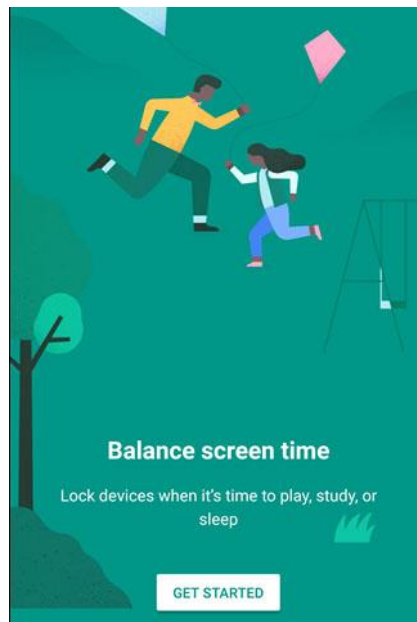 Balance screen time
Lock devices when it's time to play, study, or
sleep
GET STARTED